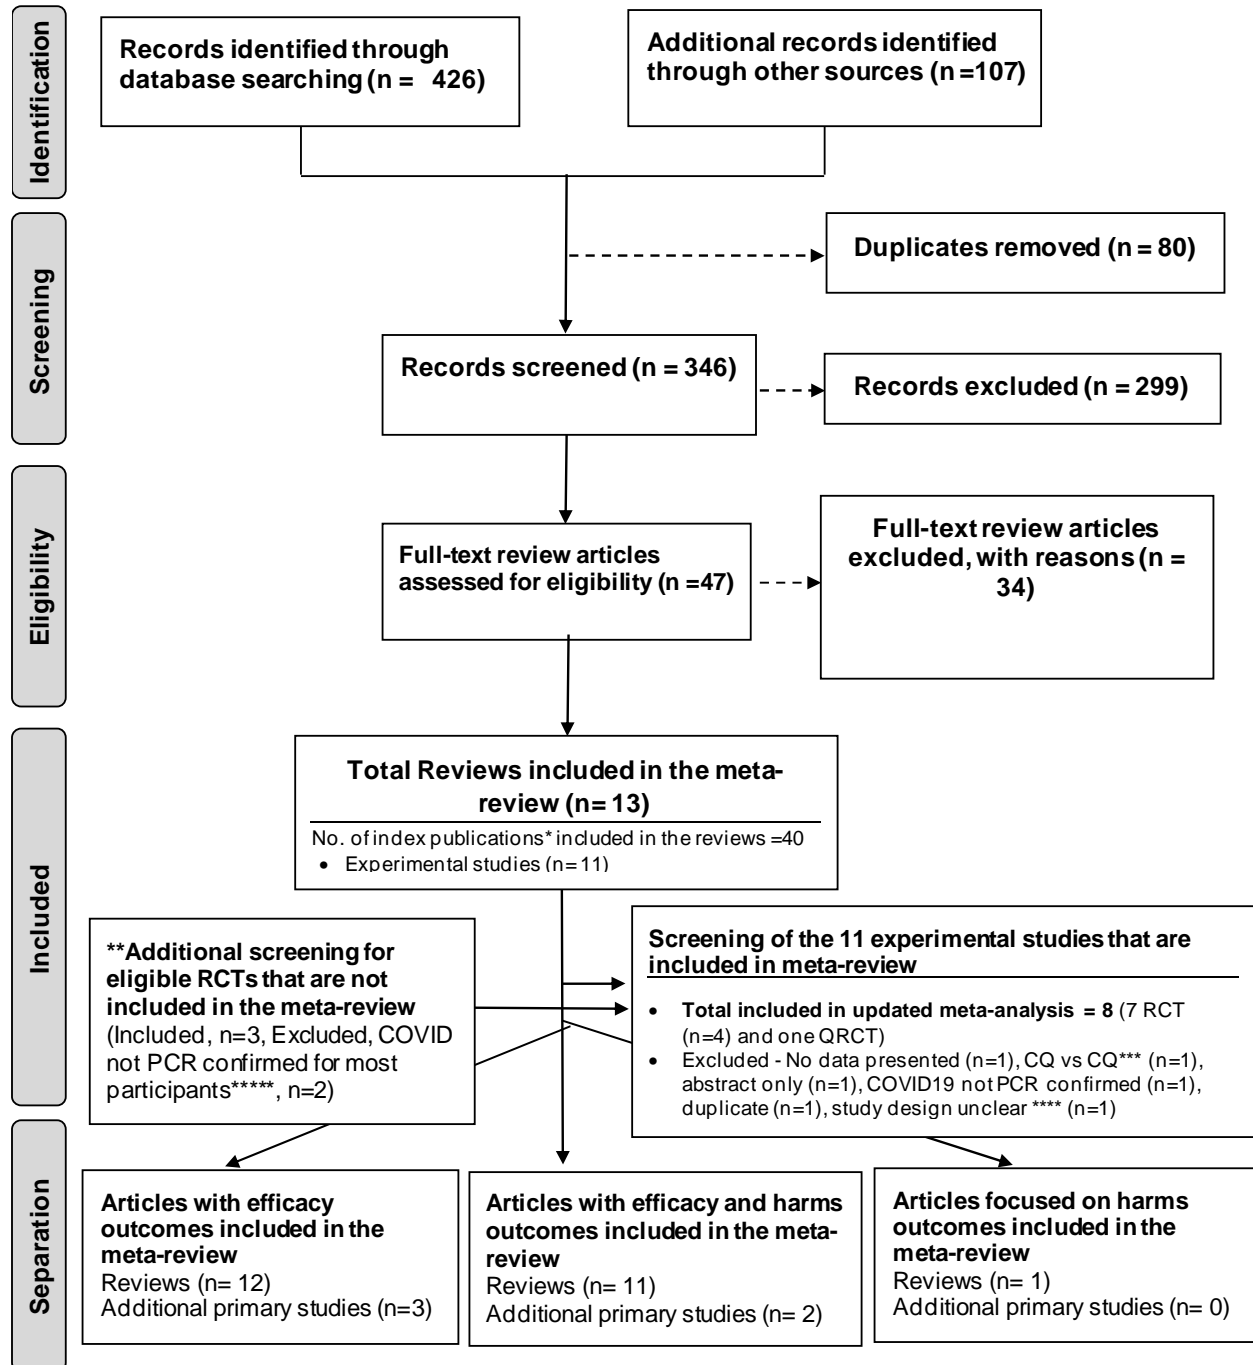 Identification
Records identified through
database searching (n = 426)
Additional records identified
through other sources (n =107)
Screening
Duplicates removed (n = 80)
Records screened (n = 346)
Records excluded (n = 299)
Eligibility
Full-text review articles
assessed for eligibility (n =47)
Full-text review articles
excluded, with reasons (n =
34)
Included
Total Reviews included in the meta-
review (n= 13)
No. of index publications* included in the reviews =40
• Experimental studies (n=11)
**Additional screening for
eligible RCTs that are not
included in the meta-review
(Included, n=3, Excluded, COVID
not PCR confirmed for most
participants*****, n=2)
Screening of the 11 experimental studies that are
included in meta-review
• Total included in updated meta-analysis = 8 (7 RCT
(n=4) and one QRCT)
• Excluded - No data presented (n=1), CQ vs CQ*** (n=1),
abstract only (n=1), COVID19 not PCR confirmed (n=1),
duplicate (n=1), study design unclear **** (n=1)
Separation
Articles with efficacy
outcomes included in the
meta-review
Reviews (n= 12)
Additional primary studies (n=3)
Articles with efficacy and harms
outcomes included in the meta-
review
Reviews (n= 11)
Additional primary studies (n= 2)
Articles focused on harms
outcomes included in the
meta-review
Reviews (n= 1)
Additional primary studies (n= 0)